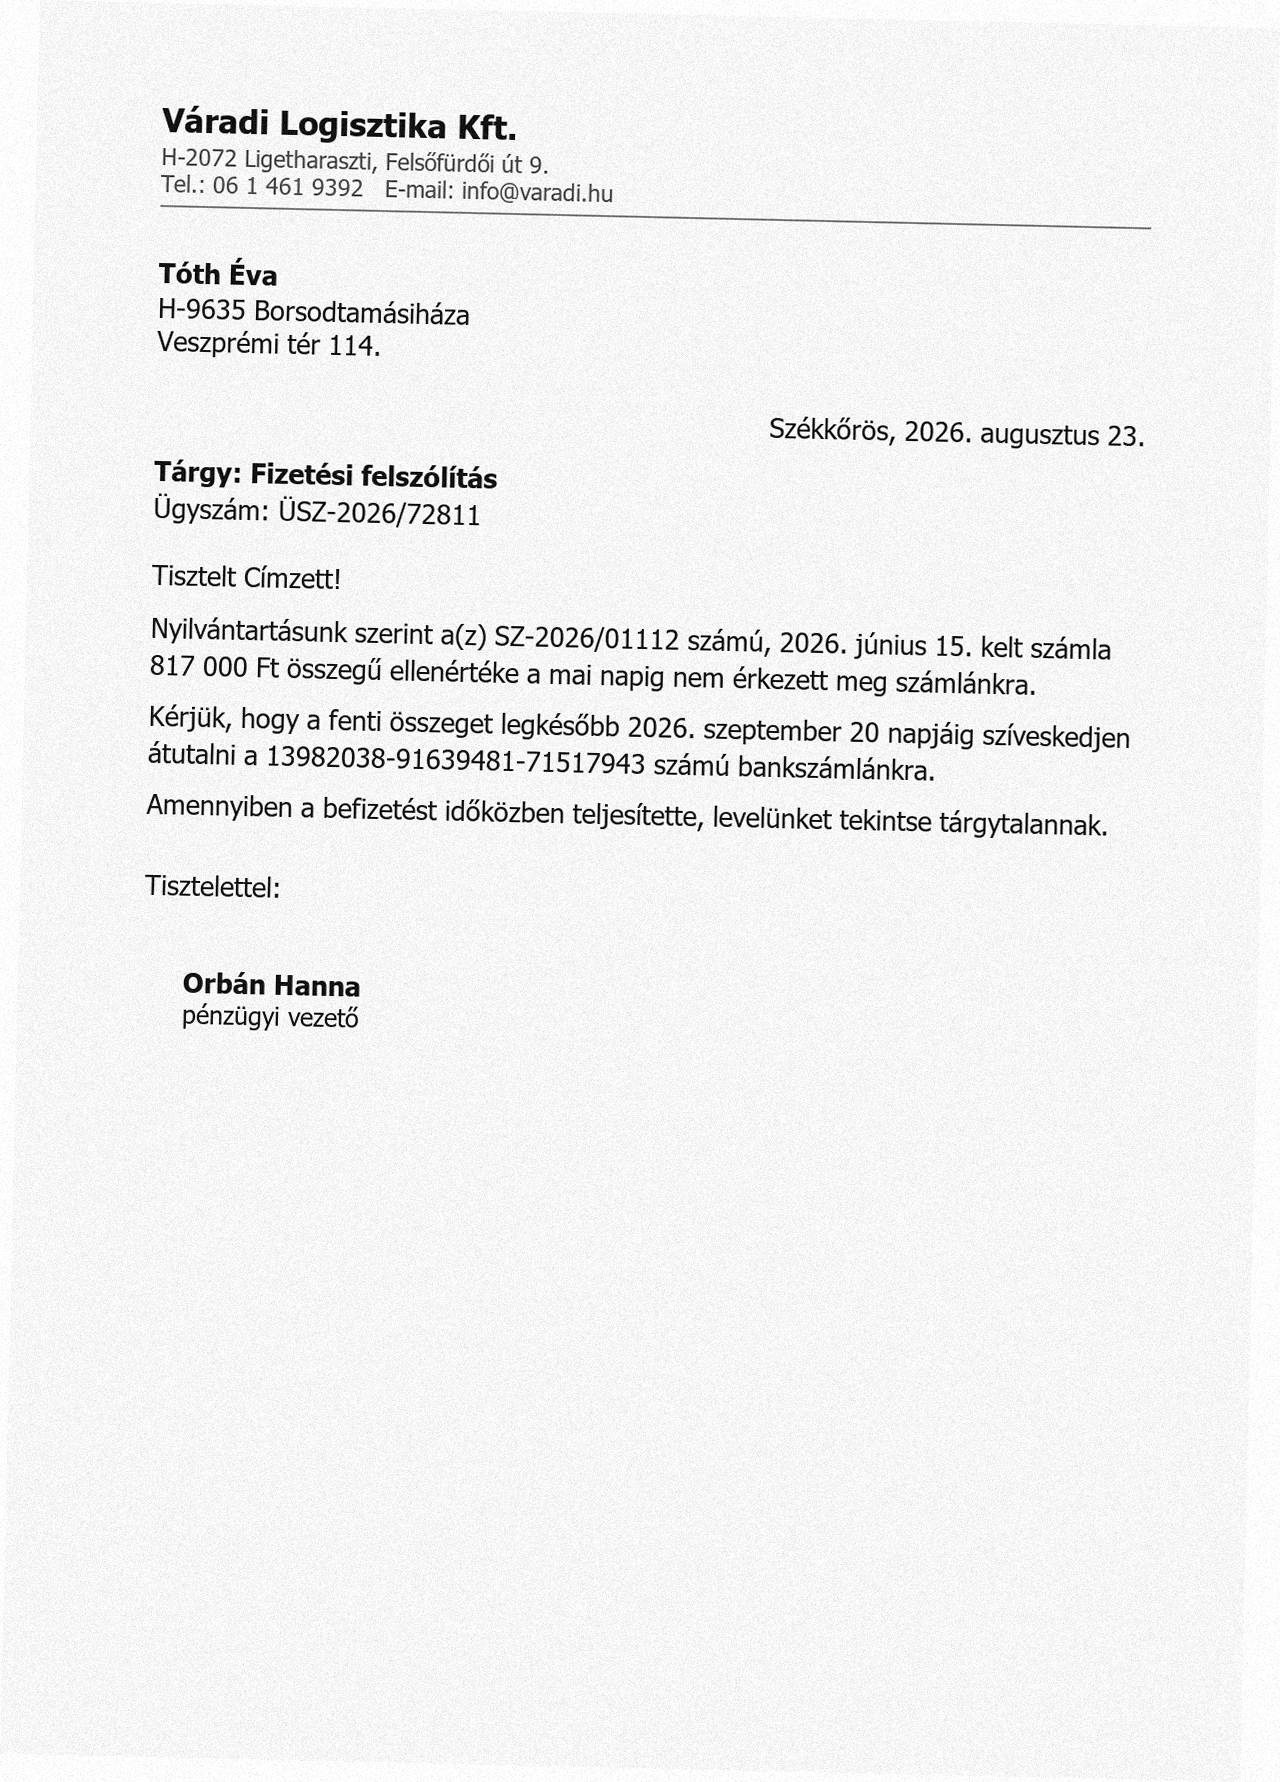 Váradi Logisztika Kft.
H-2072 Ligetharaszti, Felsőfürdői út 9.
Tel.: 06 1 461 9392 E-mail: info@varadi.hu
Tóth Éva
H-9635 Borsodtamásiháza
Veszprémi tér 114.
Székkőrös, 2026. augusztus 23.
Tárgy: Fizetési felszólítás
Ügyszám: ÜSZ-2026/72811
Tisztelt Címzett!
Nyilvántartásunk szerint a(z) SZ-2026/01112 számú, 2026. június 15. kelt számla
817 000 Ft összegű ellenértéke a mai napig nem érkezett meg számlánkra.
Kérjük, hogy a fenti összeget legkésőbb 2026. szeptember 20 napjáig szíveskedjen
átutalni a 13982038-91639481-71517943 számú bankszámlánkra.
Amennyiben a befizetést időközben teljesítette, levelünket tekintse tárgytalannak.
Tisztelettel:
Orbán Hanna
pénzügyi vezető